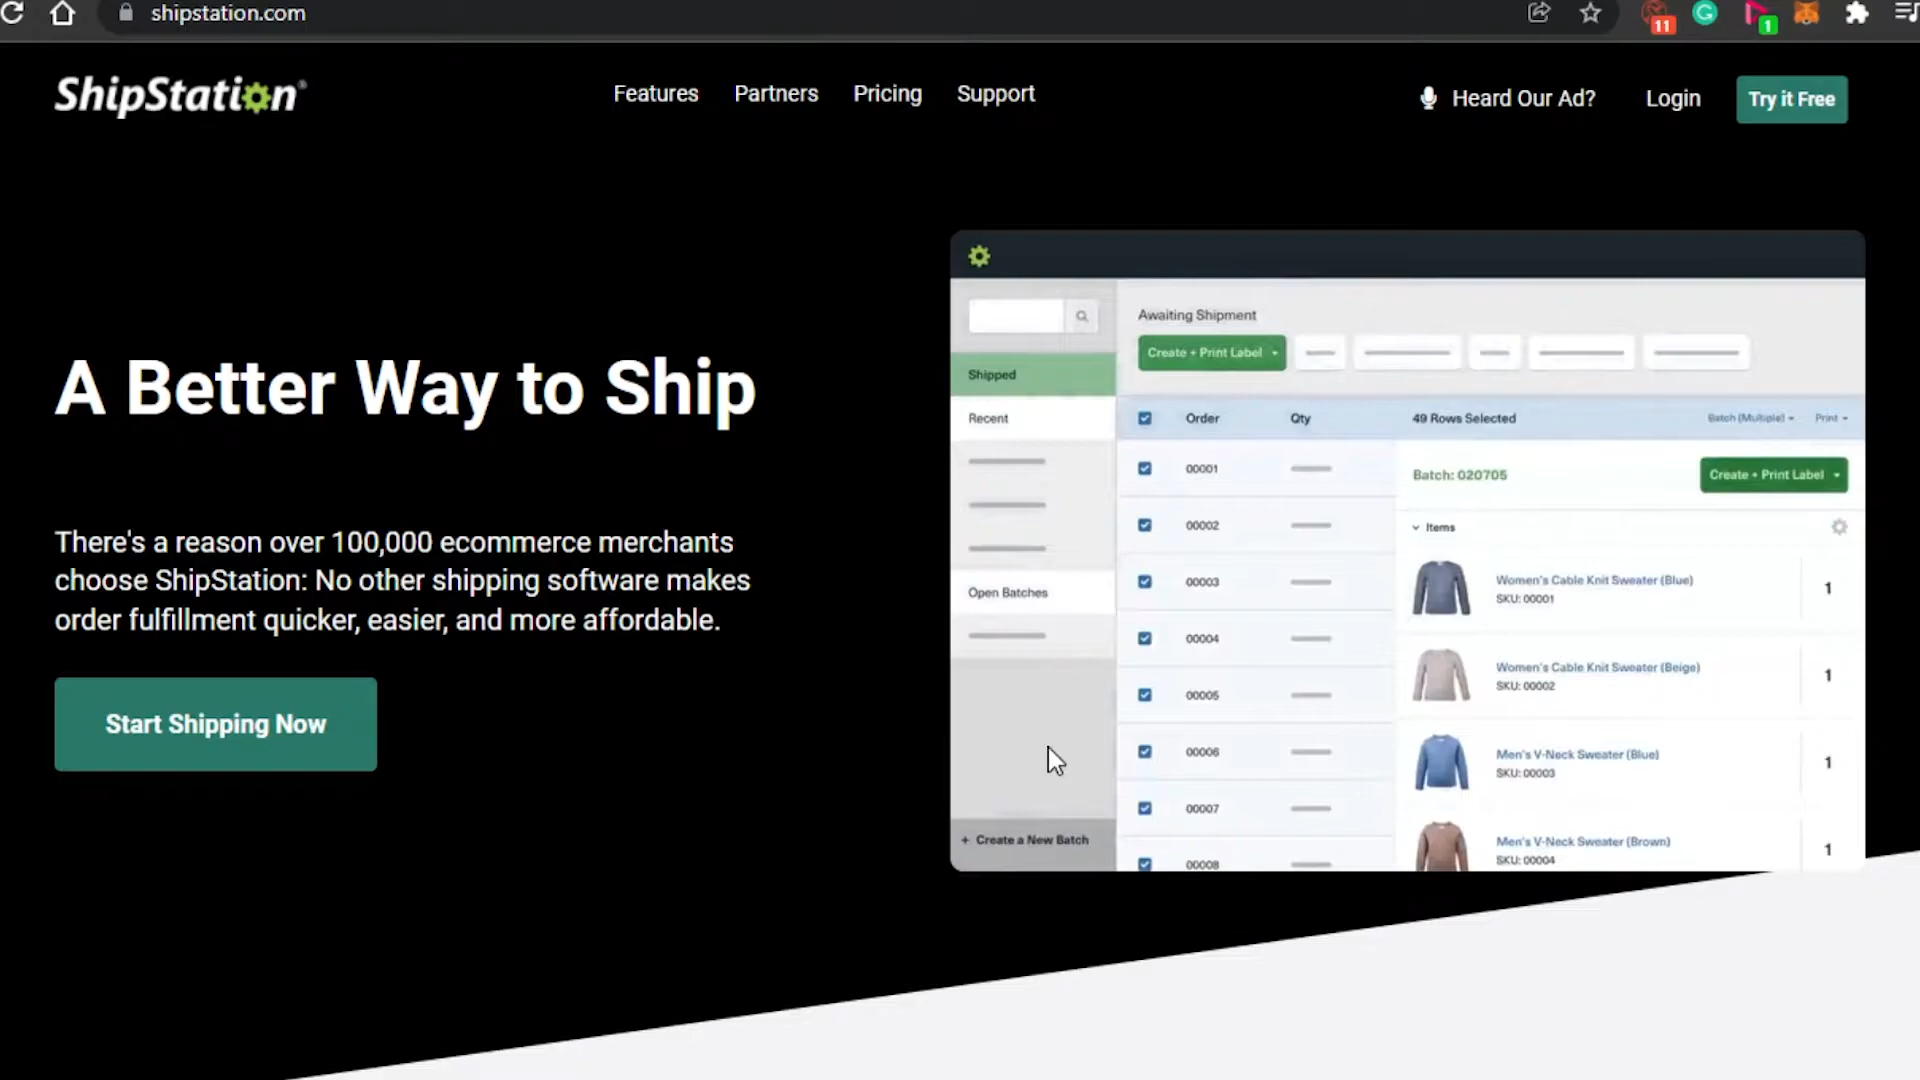 shipstation.com
11
1
ShipStation®
Features
Partners
Pricing
Support
Heard Our Ad?
Login
Try it Free
A Better Way to Ship
There's a reason over 100,000 ecommerce merchants
choose ShipStation: No other shipping software makes
order fulfillment quicker, easier, and more affordable.
Start Shipping Now
Awaiting Shipment
Create + Print Label
Shipped
Recent
Open Batches
+ Create a New Batch
Order
Qty
49 Rows Selected
Batch (Multiple)
Print
00001
00002
00003
00004
00005
00006
00007
00008
Batch: 020705
Create + Print Label
Items
Women's Cable Knit Sweater (Blue)
SKU: 00001
1
Women's Cable Knit Sweater (Beige)
SKU: 00002
1
Men's V-Neck Sweater (Blue)
SKU: 00003
1
Men's V-Neck Sweater (Brown)
SKU: 00004
1